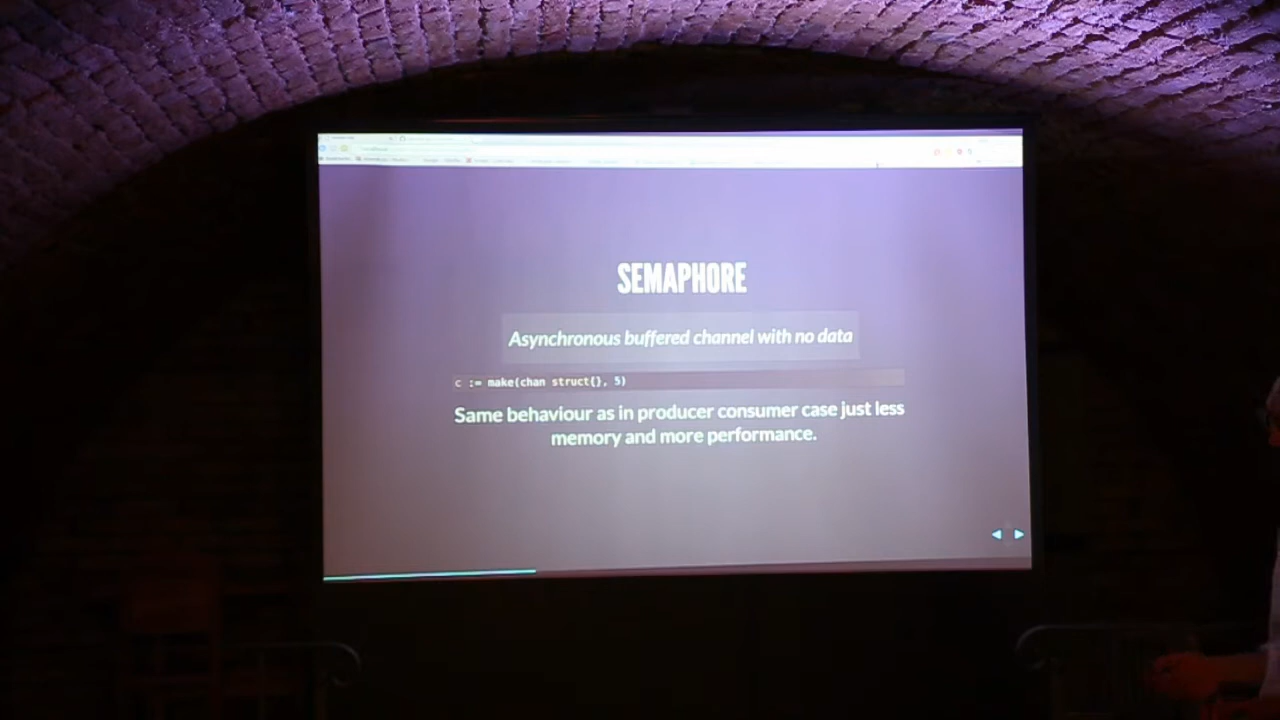 SEMAPHORE
Asynchronous buffered channel with no data
c := make(chan struct{}, 5)
Same behaviour as in producer consumer case just less
memory and more performance.